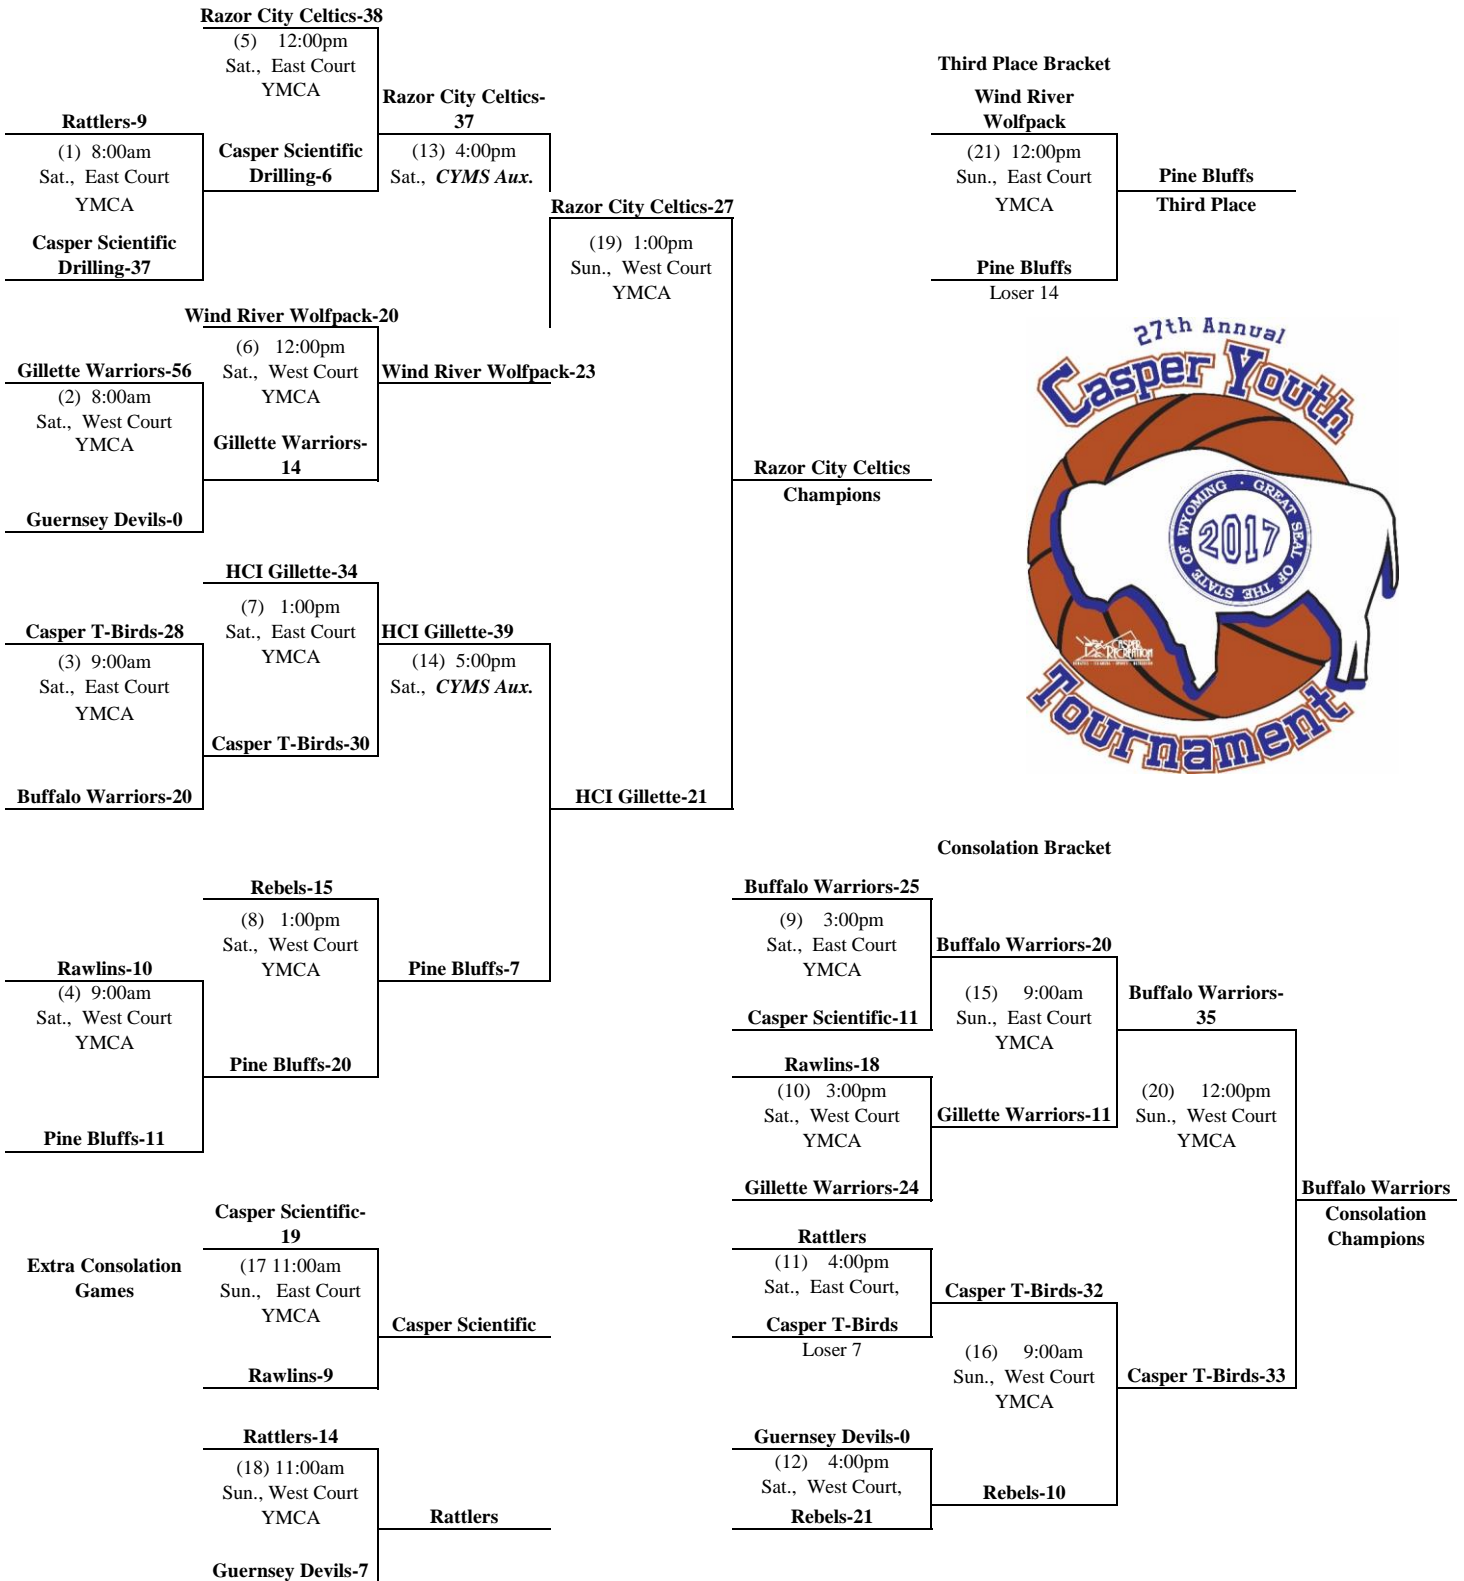 Razor City Celtics-38
(5) 12:00pm
Sat., East Court
YMCA
Razor City Celtics-
37
Rattlers-9
(1) 8:00am
Sat., East Court
YMCA
Casper Scientific
Drilling-6
(13) 4:00pm
Sat., CYMS Aux.
Casper Scientific
Drilling-37
Razor City Celtics-27
(19) 1:00pm
Sun., West Court
YMCA
Wind River Wolfpack-20
(6) 12:00pm
Sat., West Court
YMCA
Gillette Warriors-56
(2) 8:00am
Sat., West Court
YMCA
Wind River Wolfpack-23
Gillette Warriors-
14
Guernsey Devils-0
Razor City Celtics
Champions
HCI Gillette-34
(7) 1:00pm
Sat., East Court
YMCA
Casper T-Birds-28
(3) 9:00am
Sat., East Court
YMCA
HCI Gillette-39
(14) 5:00pm
Sat., CYMS Aux.
Casper T-Birds-30
Buffalo Warriors-20
HCI Gillette-21
Rebels-15
(8) 1:00pm
Sat., West Court
YMCA
Rawlins-10
(4) 9:00am
Sat., West Court
YMCA
Pine Bluffs-7
Pine Bluffs-20
Pine Bluffs-11
Third Place Bracket
Wind River
Wolfpack
(21) 12:00pm
Sun., East Court
YMCA
Pine Bluffs
Third Place
Pine Bluffs
Loser 14
27th Annual
Casper Youth
GREAT SEAL OF THE STATE OF WYOMING
2017
CASPER
RECREATION
Tournament
Consolation Bracket
Buffalo Warriors-25
(9) 3:00pm
Sat., East Court
YMCA
Buffalo Warriors-20
Casper Scientific-11
(15) 9:00am
Sun., East Court
YMCA
Buffalo Warriors-
35
Rawlins-18
(10) 3:00pm
Sat., West Court
YMCA
Gillette Warriors-11
(20) 12:00pm
Sun., West Court
YMCA
Gillette Warriors-24
Buffalo Warriors
Consolation
Champions
Rattlers
(11) 4:00pm
Sat., East Court,
Casper T-Birds-32
Casper T-Birds
Loser 7
(16) 9:00am
Sun., West Court
YMCA
Casper T-Birds-33
Guernsey Devils-0
(12) 4:00pm
Sat., West Court,
Rebels-10
Rebels-21
Extra Consolation
Games
Casper Scientific-
19
(17 11:00am
Sun., East Court
YMCA
Casper Scientific
Rawlins-9
Rattlers-14
(18) 11:00am
Sun., West Court
YMCA
Rattlers
Guernsey Devils-7